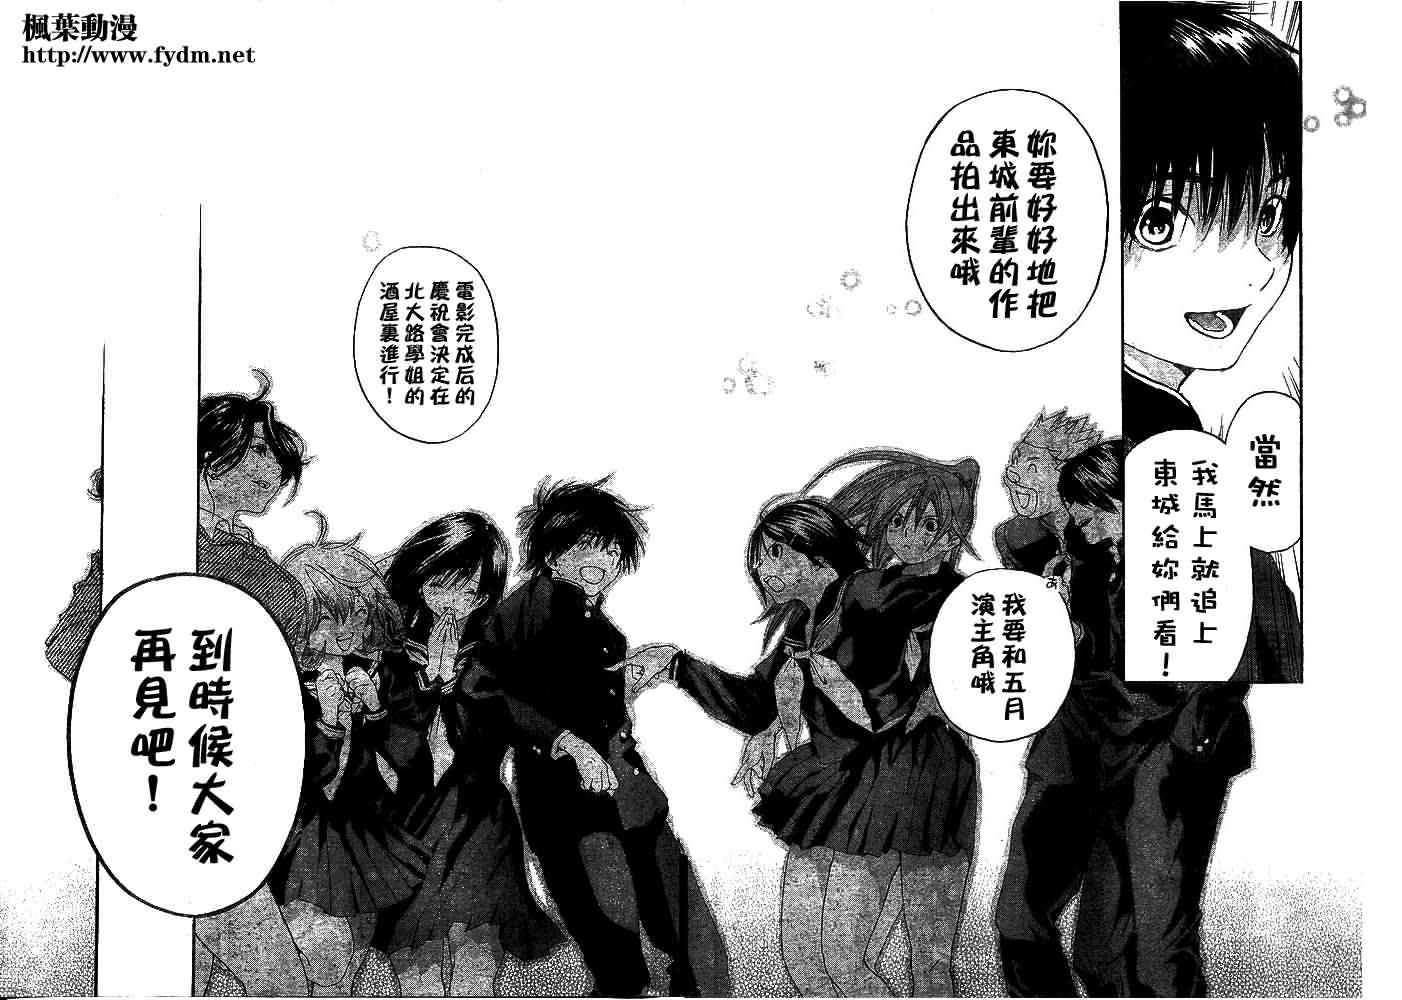 楓葉動漫
http://www.fydm.net
妳要好好地把
東城前輩的作
品拍出來哦
當然
我馬上就追上
東城給妳們看！
あ
我要和五月
演主角哦
電影完成后的
慶祝會決定在
北大路學姐的
酒屋裏進行！
到時候大家
再見吧！